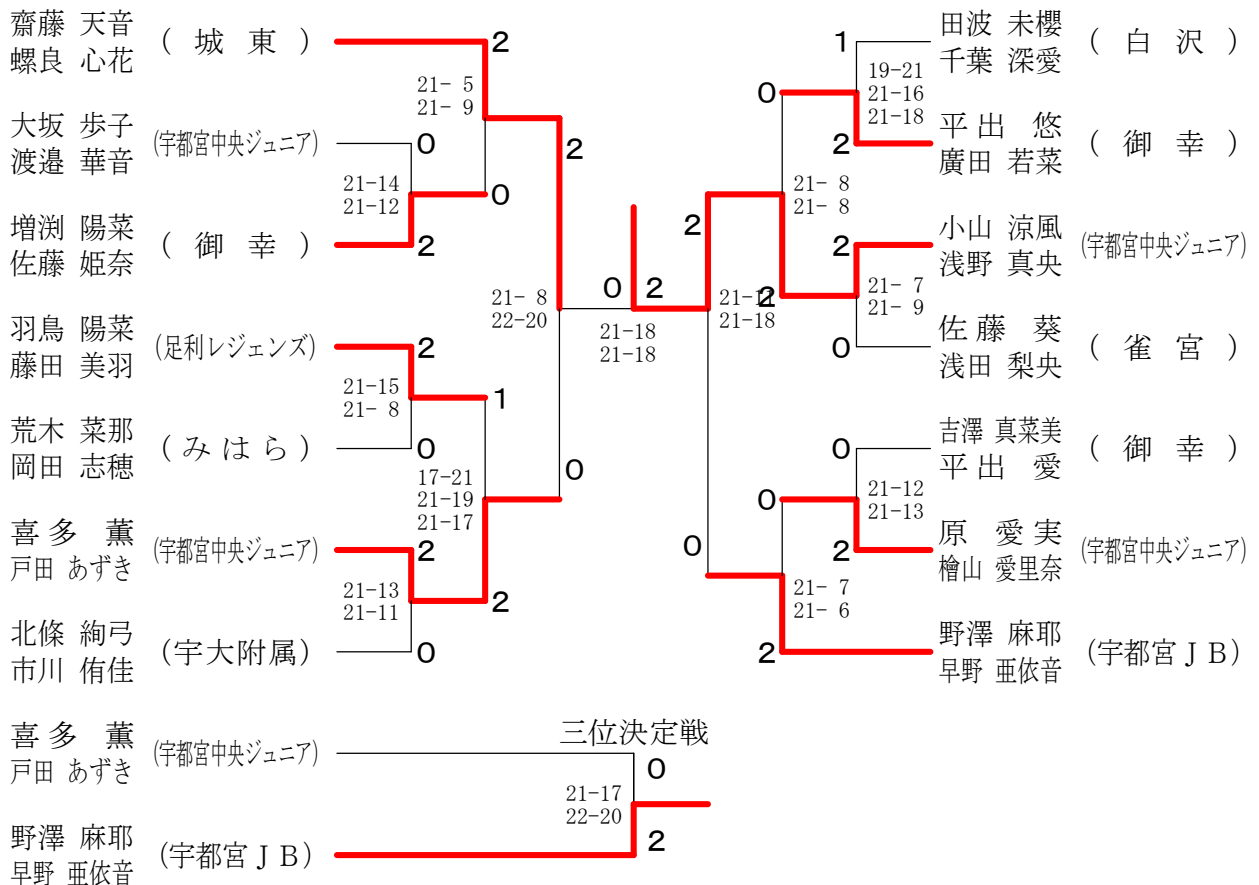 齋藤 天音
螺良 心花
(城東)
2
21- 5
21- 9
大坂 歩子
渡邉 華音
(宇都宮中央ジュニア)
0
21-14
21-12
0
増渕 陽菜
佐藤 姫奈
(御幸)
2
2
21- 8
22-20
羽鳥 陽菜
藤田 美羽
(足利レジェンズ)
2
21-15
21- 8
1
荒木 菜那
岡田 志穂
(みはら)
0
17-21
21-19
21-17
0
喜多 薫
戸田 あずき
(宇都宮中央ジュニア)
2
21-13
21-11
2
北條 絢弓
市川 侑佳
(宇大附属)
0
0
2
21-18
21-18
田波 未櫻
千葉 深愛
(白沢)
1
19-21
21-16
21-18
0
平出 悠
廣田 若菜
(御幸)
2
21- 8
21- 8
2
小山 涼風
浅野 真央
(宇都宮中央ジュニア)
2
21- 7
21- 9
2
21-11
21-18
佐藤 葵
浅田 梨央
(雀宮)
0
吉澤 真菜美
平出 愛
(御幸)
0
21-12
21-13
0
原 愛実
檜山 愛里奈
(宇都宮中央ジュニア)
2
0
21- 7
21- 6
野澤 麻耶
早野 亜依音
(宇都宮JB)
2
三位決定戦
喜多 薫
戸田 あずき
(宇都宮中央ジュニア)
0
21-17
22-20
野澤 麻耶
早野 亜依音
(宇都宮JB)
2